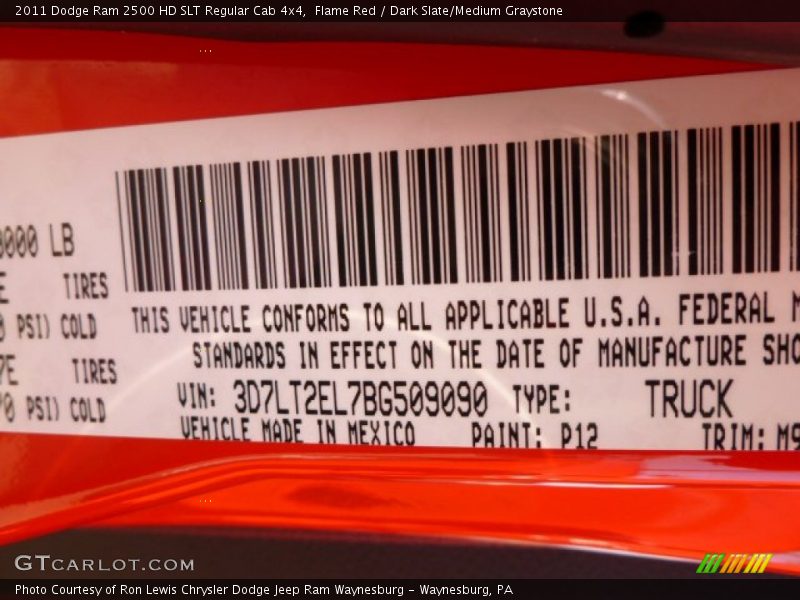 2011 Dodge Ram 2500 HD SLT Regular Cab 4x4,  Flame Red / Dark Slate/Medium Graystone
LB
TIRES
PSI) COLD
TIRES
PSI) COLD
THIS VEHICLE CONFORMS TO ALL APPLICABLE U.S.A. FEDERAL
STANDARDS IN EFFECT ON THE DATE OF MANUFACTURE
VIN: 3D7LT2EL7BG509090 TYPE: TRUCK
VEHICLE MADE IN MEXICO PAINT: P12 TRIM:
GTCARLOT.COM
Photo Courtesy of Ron Lewis Chrysler Dodge Jeep Ram Waynesburg - Waynesburg, PA